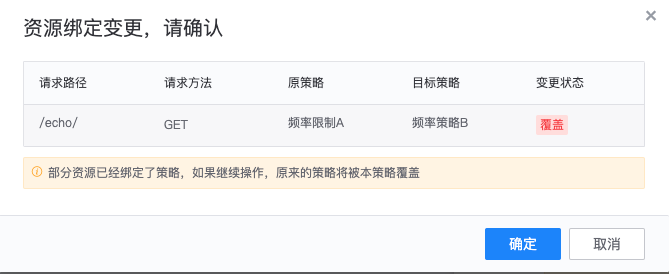 资源绑定变更，请确认
请求路径 请求方法 原策略 目标策略 变更状态
/echo/ GET 频率限制A 频率策略B 覆盖
部分资源已经绑定了策略，如果继续操作，原来的策略将被本策略覆盖
确定 取消